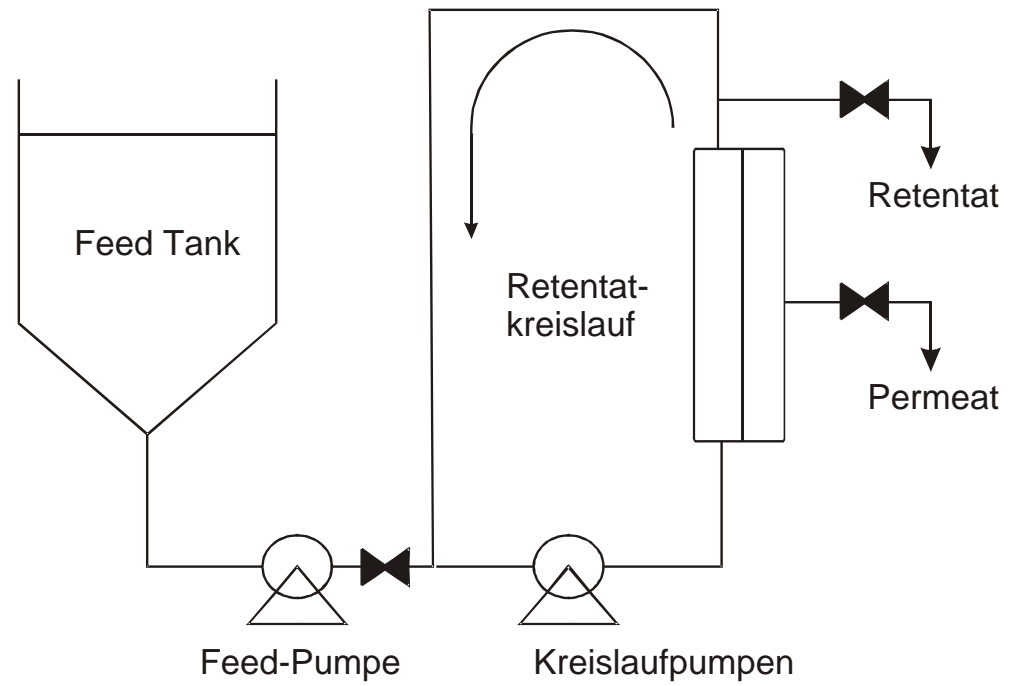 Feed Tank
Retentat-
kreislauf
Retentat
Permeat
Feed-Pumpe
Kreislaufpumpen